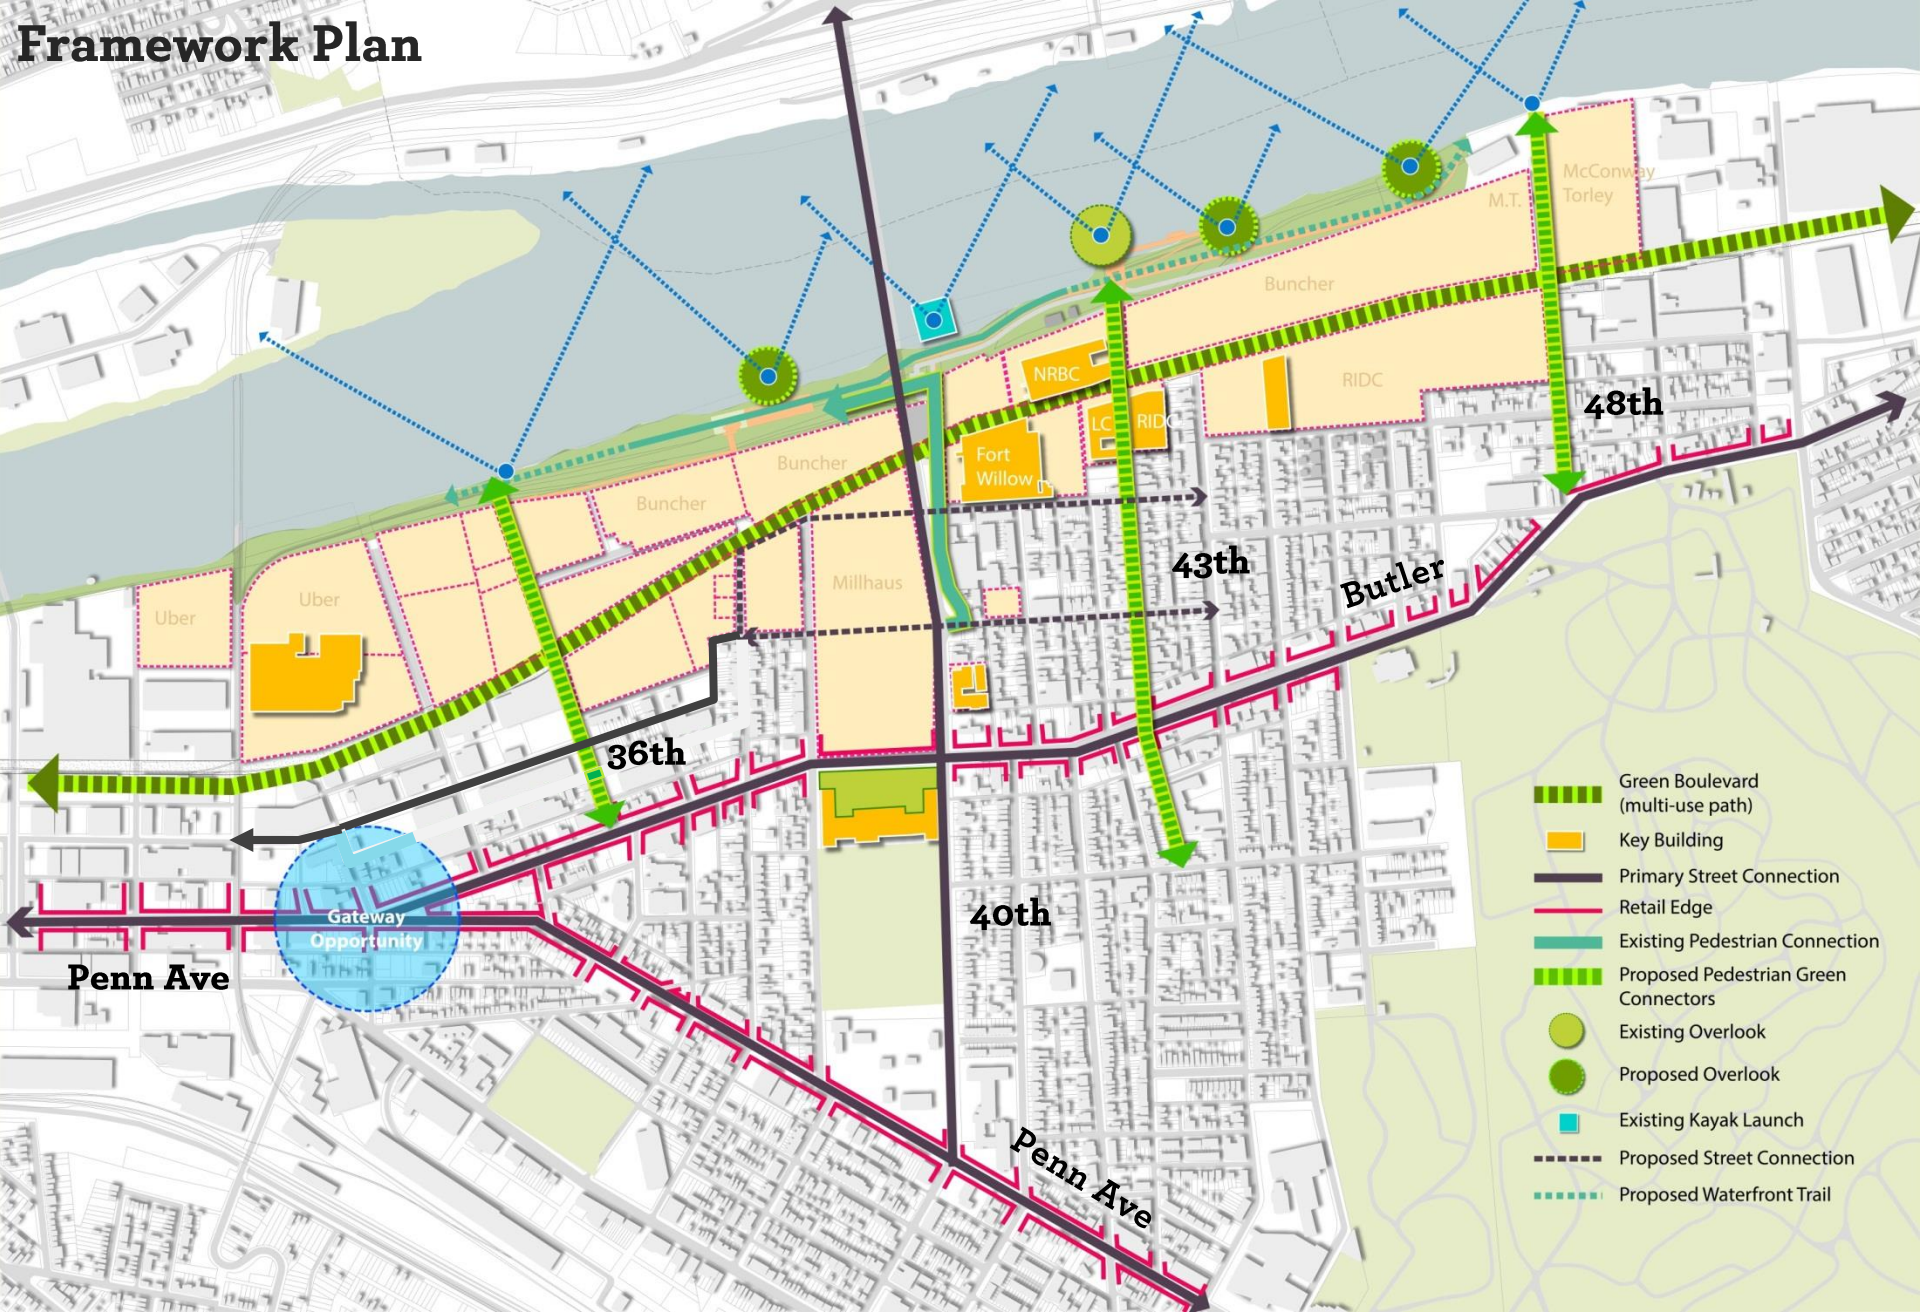 Framework Plan
McConway
Torley
M.T.
Buncher
NRBC
RIDC
LC
RIDC
48th
Fort
Willow
Buncher
Buncher
43th
Butler
Millhaus
Uber
Uber
36th
40th
Gateway
Opportunity
Penn Ave
Penn Ave
Green Boulevard
(multi-use path)
Key Building
Primary Street Connection
Retail Edge
Existing Pedestrian Connection
Proposed Pedestrian Green
Connectors
Existing Overlook
Proposed Overlook
Existing Kayak Launch
Proposed Street Connection
Proposed Waterfront Trail